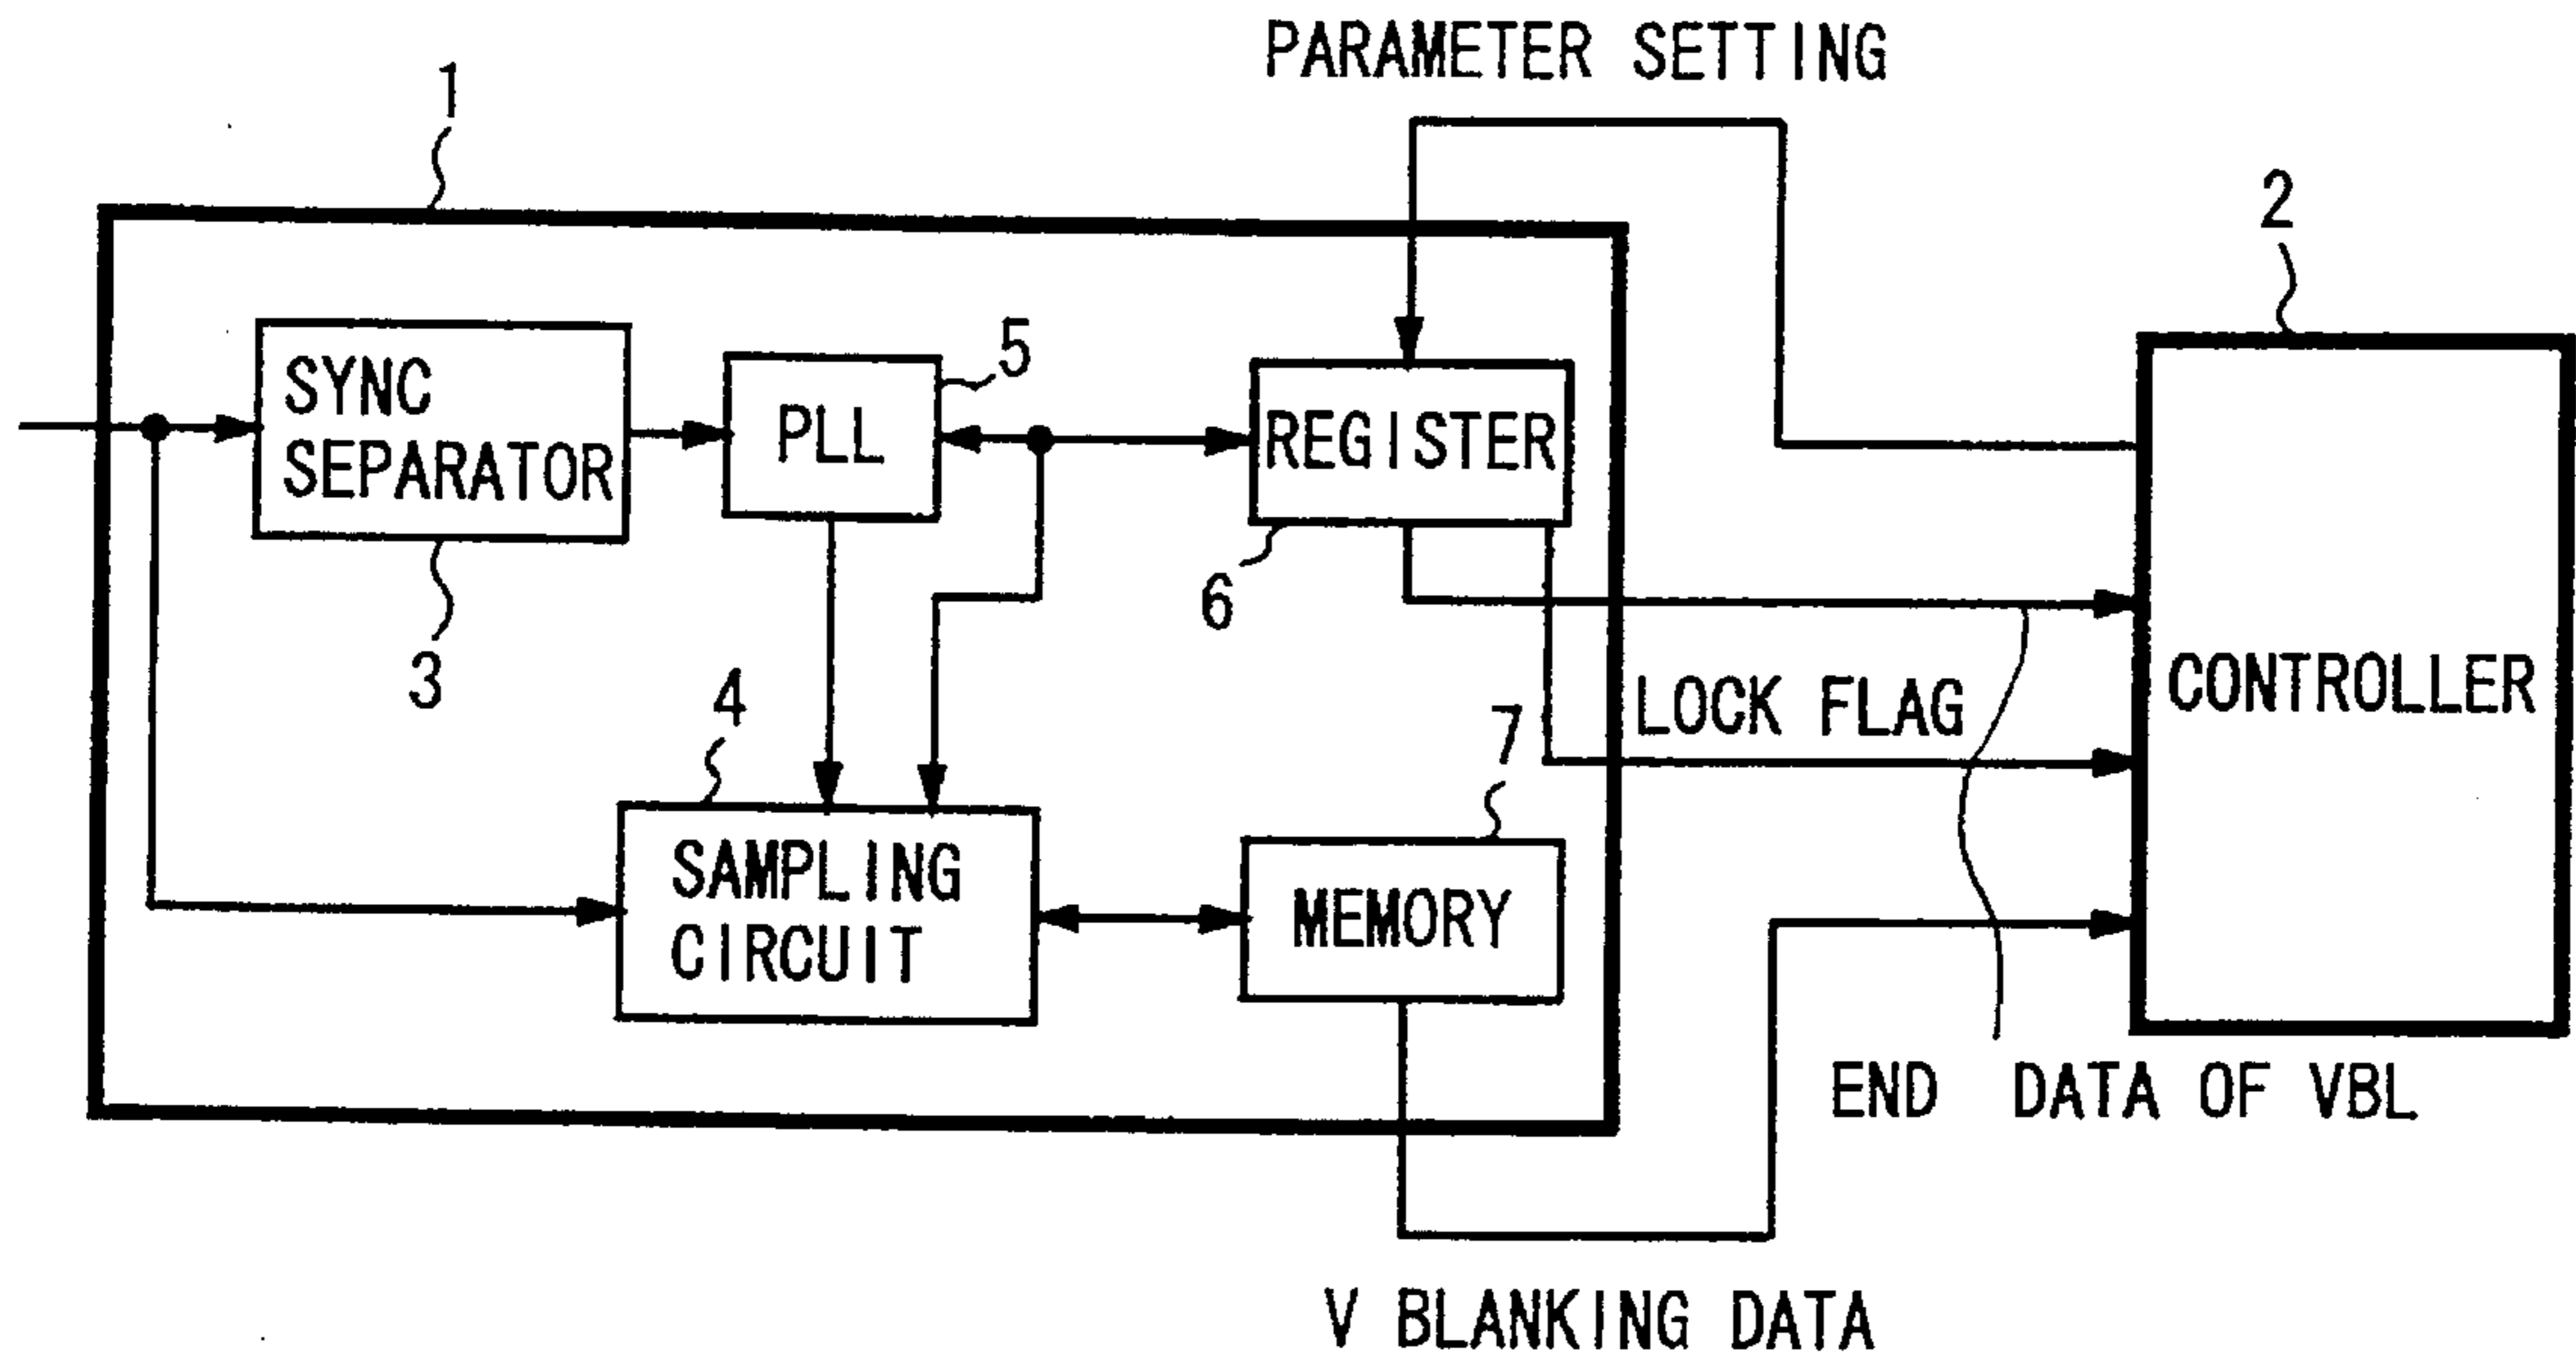 PARAMETER SETTING
1
2
SYNC
SEPARATOR
3
PLL
5
REGISTER
6
LOCK FLAG
CONTROLLER
4
SAMPLING
CIRCUIT
7
MEMORY
END DATA OF VBL
V BLANKING DATA